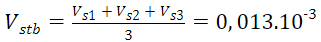 V_stb = (V_s1 + V_s2 + V_s3) / 3 = 0,013.10^-3